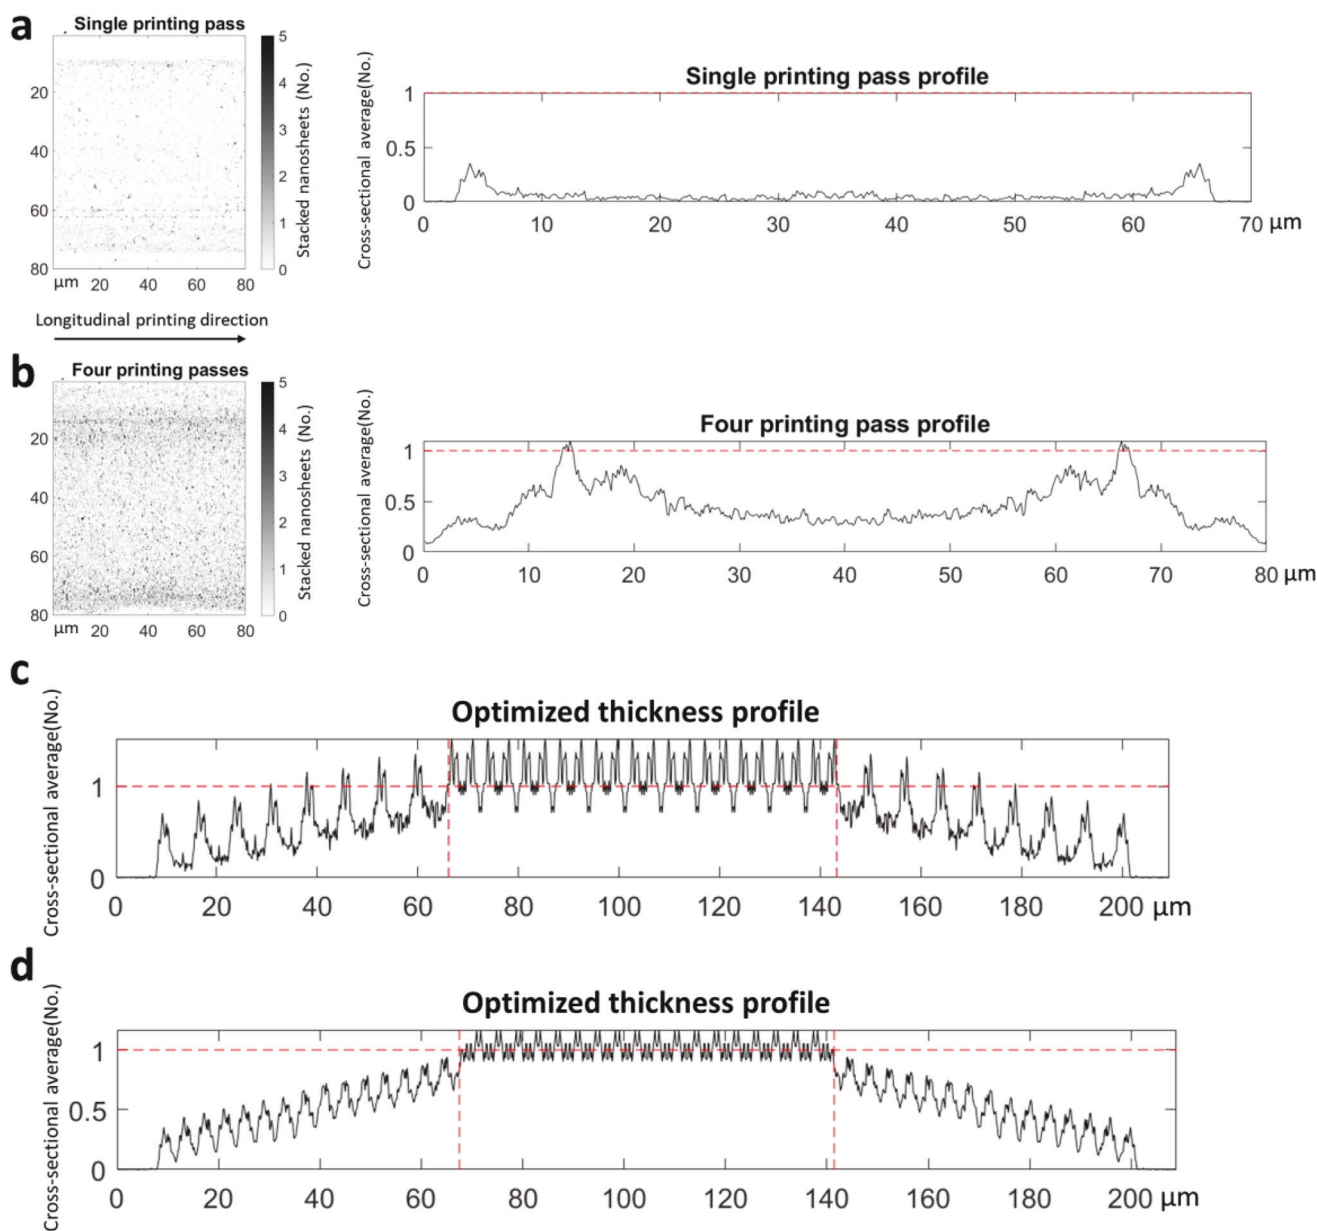 a
Single printing pass
5
4
3
2
1
0
Stacked nanosheets (No.)
20
40
60
80
µm 20 40 60 80
Single printing pass profile
Cross-sectional average(No.)
1
0.5
0
0 10 20 30 40 50 60 70 µm
Longitudinal printing direction
b
Four printing passes
5
4
3
2
1
0
Stacked nanosheets (No.)
20
40
60
80
µm 20 40 60 80
Four printing pass profile
Cross-sectional average(No.)
1
0.5
0
0 10 20 30 40 50 60 70 80 µm
c
Optimized thickness profile
Cross-sectional average(No.)
1
0
0 20 40 60 80 100 120 140 160 180 200 µm
d
Optimized thickness profile
Cross-sectional average(No.)
1
0.5
0
0 20 40 60 80 100 120 140 160 180 200 µm